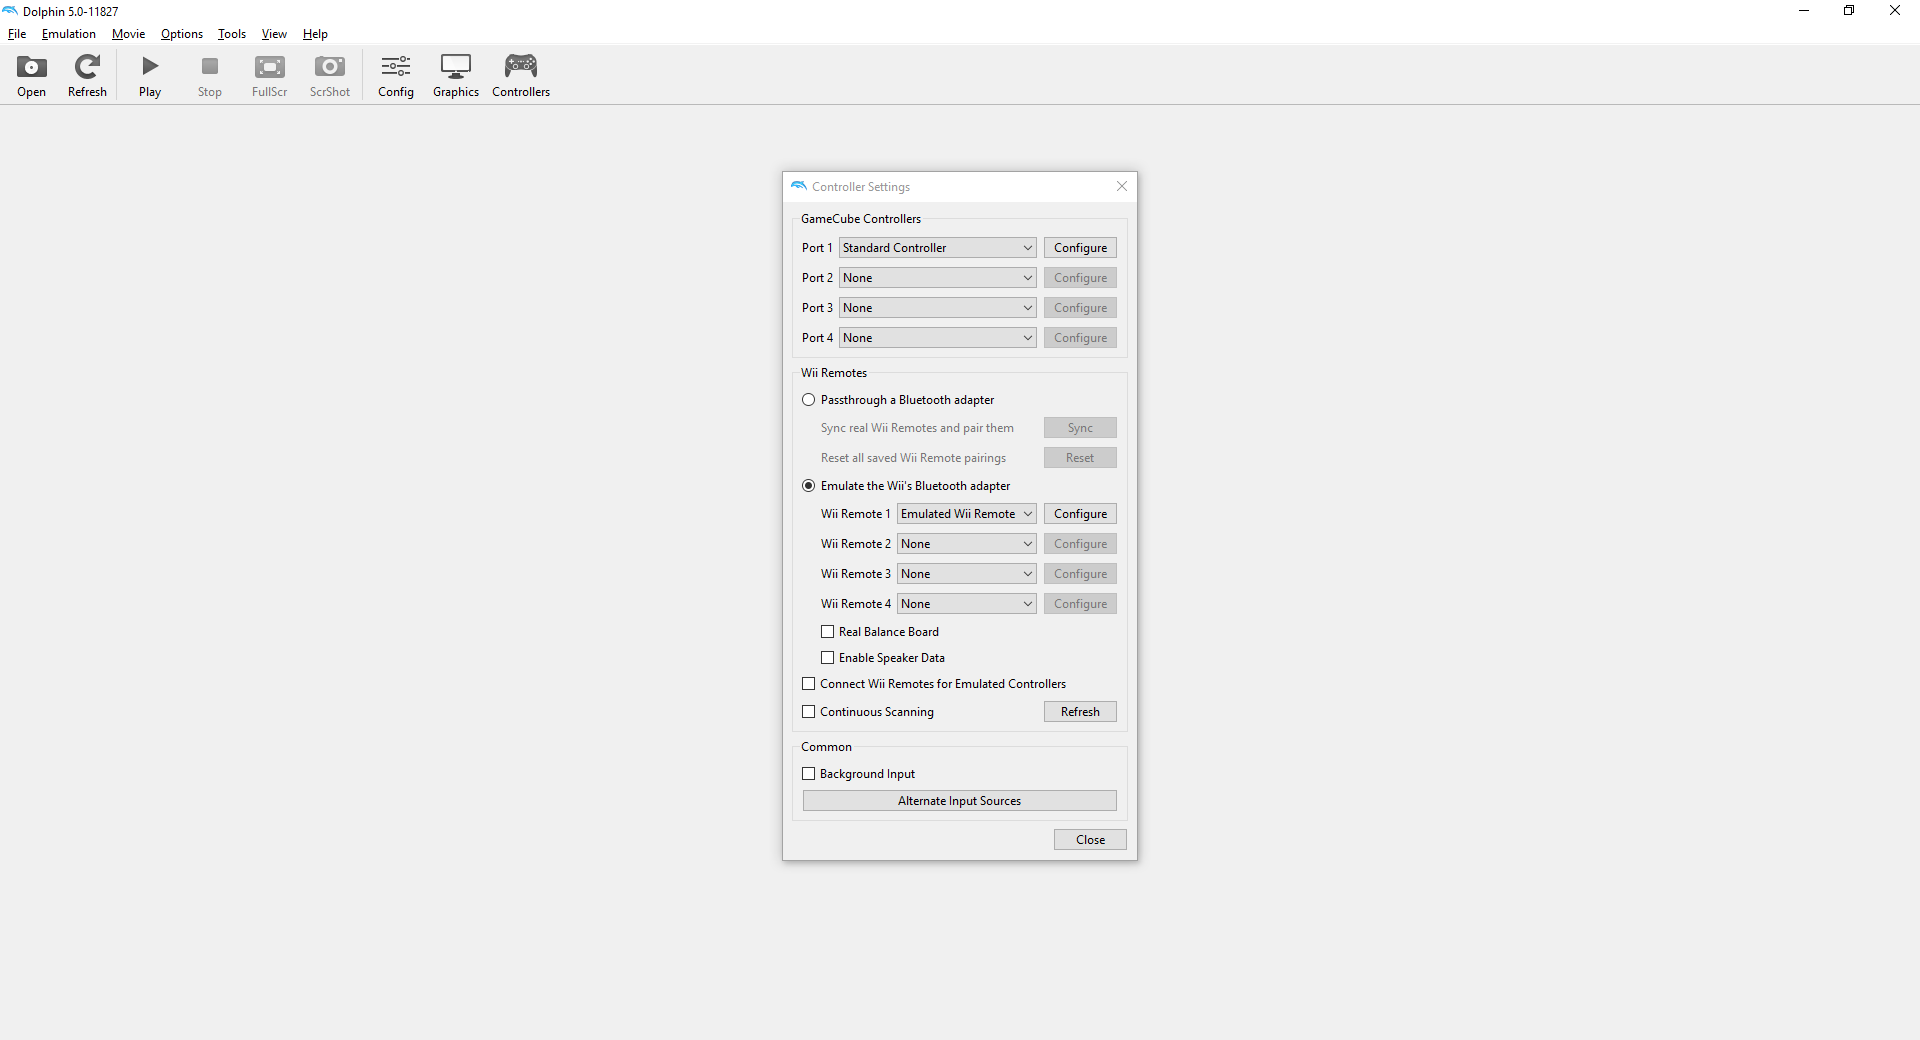 Dolphin 5.0-11827
File Emulation Movie Options Tools View Help
Open Refresh Play Stop FullScr ScrShot Config Graphics Controllers
Controller Settings
GameCube Controllers
Port 1 Standard Controller Configure
Port 2 None Configure
Port 3 None Configure
Port 4 None Configure
Wii Remotes
Passthrough a Bluetooth adapter
Sync real Wii Remotes and pair them Sync
Reset all saved Wii Remote pairings Reset
Emulate the Wii's Bluetooth adapter
Wii Remote 1 Emulated Wii Remote Configure
Wii Remote 2 None Configure
Wii Remote 3 None Configure
Wii Remote 4 None Configure
Real Balance Board
Enable Speaker Data
Connect Wii Remotes for Emulated Controllers
Continuous Scanning Refresh
Common
Background Input
Alternate Input Sources
Close